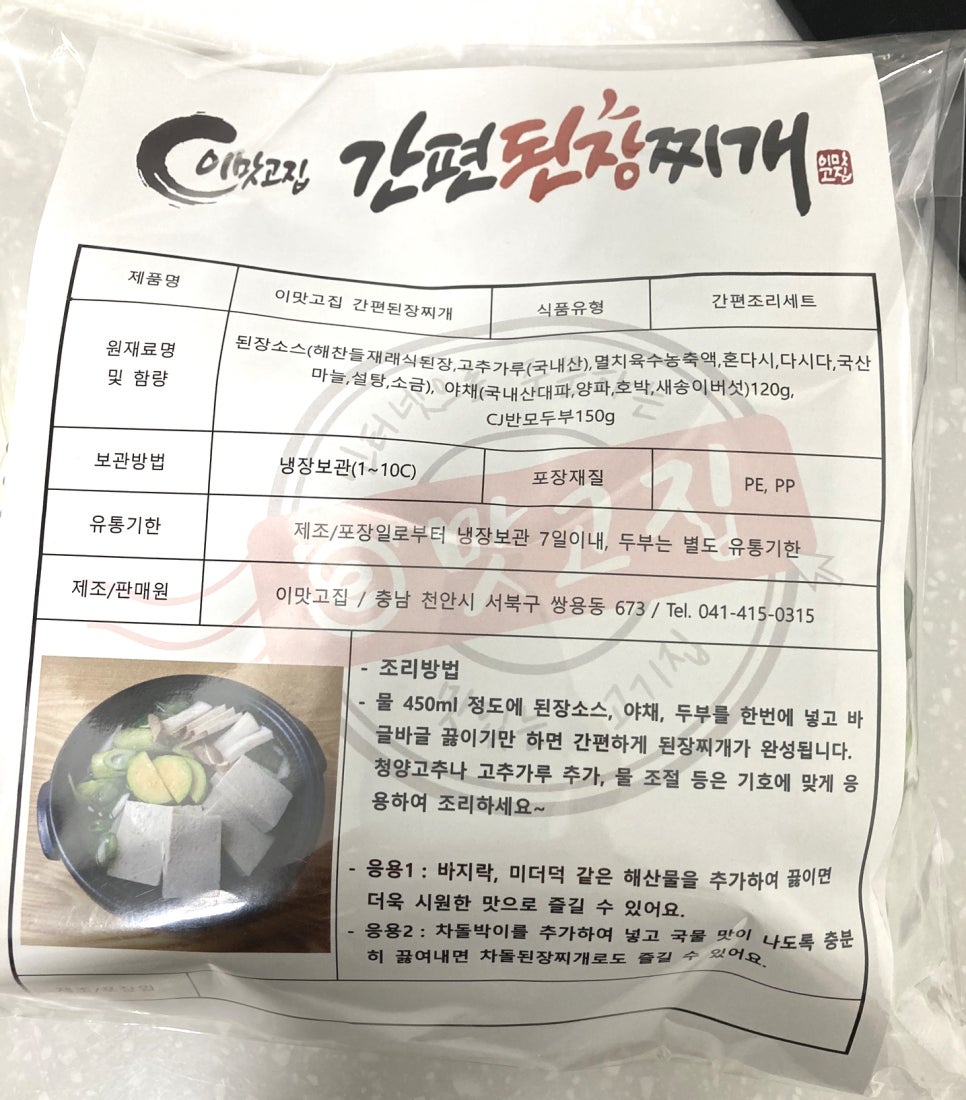 이맛고집 간편된장찌개 이맛고집
제품명 이맛고집 간편된장찌개 식품유형 간편조리세트
원재료명
및 함량
된장소스(해찬들재래식된장,고추가루(국내산),멸치육수농축액,혼다시,다시다,국산
마늘,설탕,소금), 야채(국내산대파,양파,호박,새송이버섯)120g,
CJ반모두부150g
보관방법 냉장보관(1~10C) 포장재질 PE, PP
유통기한 제조/포장일로부터 냉장보관 7일이내, 두부는 별도 유통기한
제조/판매원 이맛고집 / 충남 천안시 서북구 쌍용동 673 / Tel. 041-415-0315
이맛고집
- 조리방법
- 물 450ml 정도에 된장소스, 야채, 두부를 한번에 넣고 바
글바글 끓이기만 하면 간편하게 된장찌개가 완성됩니다.
청양고추나 고추가루 추가, 물 조절 등은 기호에 맞게 응
용하여 조리하세요~
- 응용1 : 바지락, 미더덕 같은 해산물을 추가하여 끓이면
더욱 시원한 맛으로 즐길 수 있어요.
- 응용2 : 차돌박이를 추가하여 넣고 국물 맛이 나도록 충분
히 끓여내면 차돌된장찌개로도 즐길 수 있어요.
제조/포장일